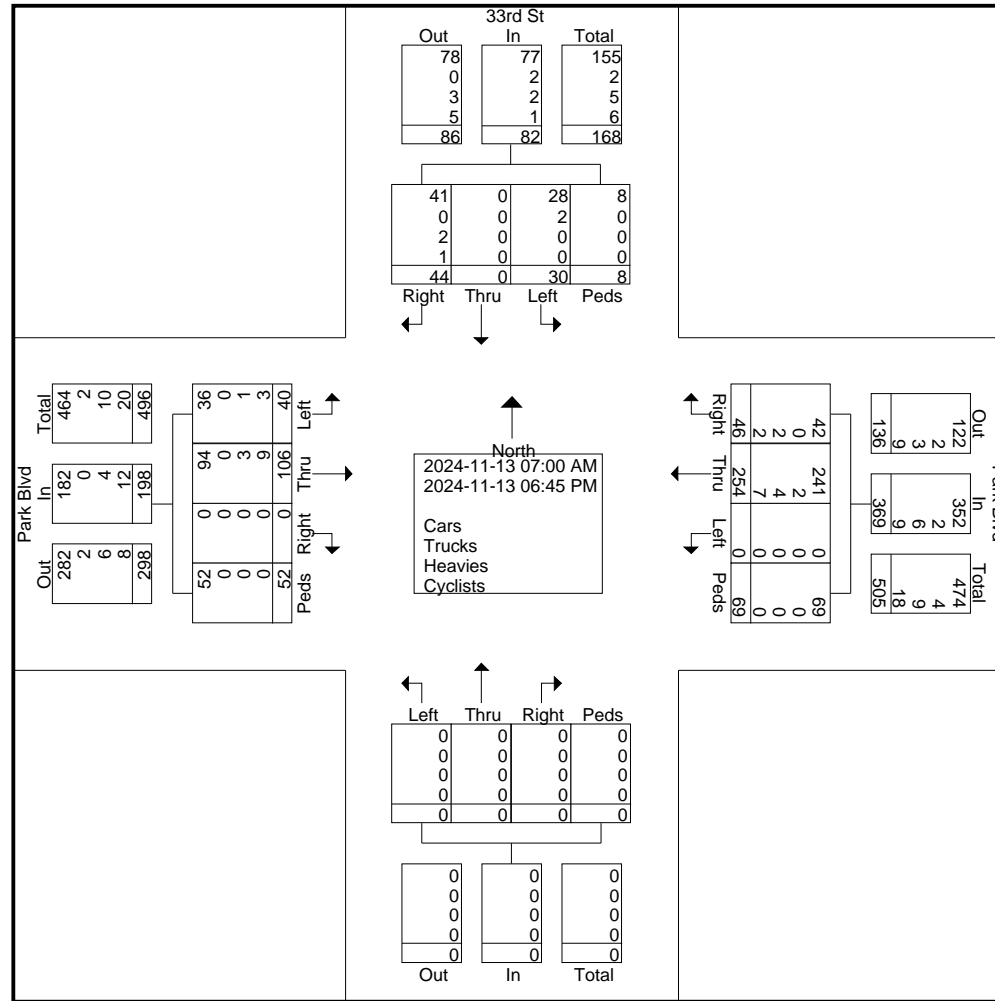 33rd St
Out In Total
78 77 155
0 2 2
3 2 5
5 1 6
86 82 168
41 0 28 8
0 0 2 0
2 0 0 0
1 0 0 0
44 0 30 8
Right Thru Left Peds
Park Blvd
Total
464 2 10 20 496
In
182 0 4 12 198
Out
282 2 6 8 298
36 0 1 3 40
Left
94 0 3 9 106
Thru
0 0 0 0 0
Right
52 0 0 0 52
Peds
North
2024-11-13 07:00 AM
2024-11-13 06:45 PM
Cars
Trucks
Heavies
Cyclists
Right
42 0 2 2 46
Thru
241 2 4 7 254
Left
0 0 0 0 0
Peds
69 0 0 0 69
Out
122 2 3 9 136
In
352 2 6 9 369
Total
474 4 9 18 505
Left Thru Right Peds
0 0 0 0
0 0 0 0
0 0 0 0
0 0 0 0
0 0 0 0
0 0 0
0 0 0
0 0 0
0 0 0
0 0 0
Out In Total